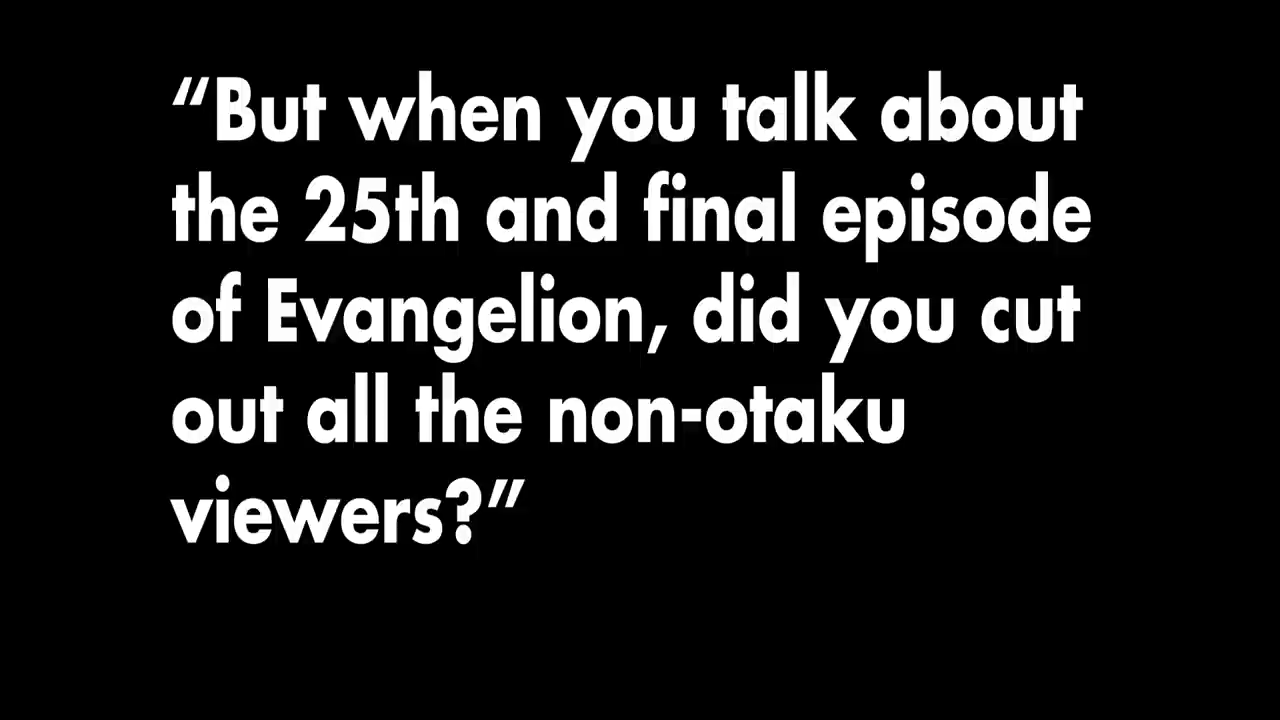 “But when you talk about
the 25th and final episode
of Evangelion, did you cut
out all the non-otaku
viewers?”